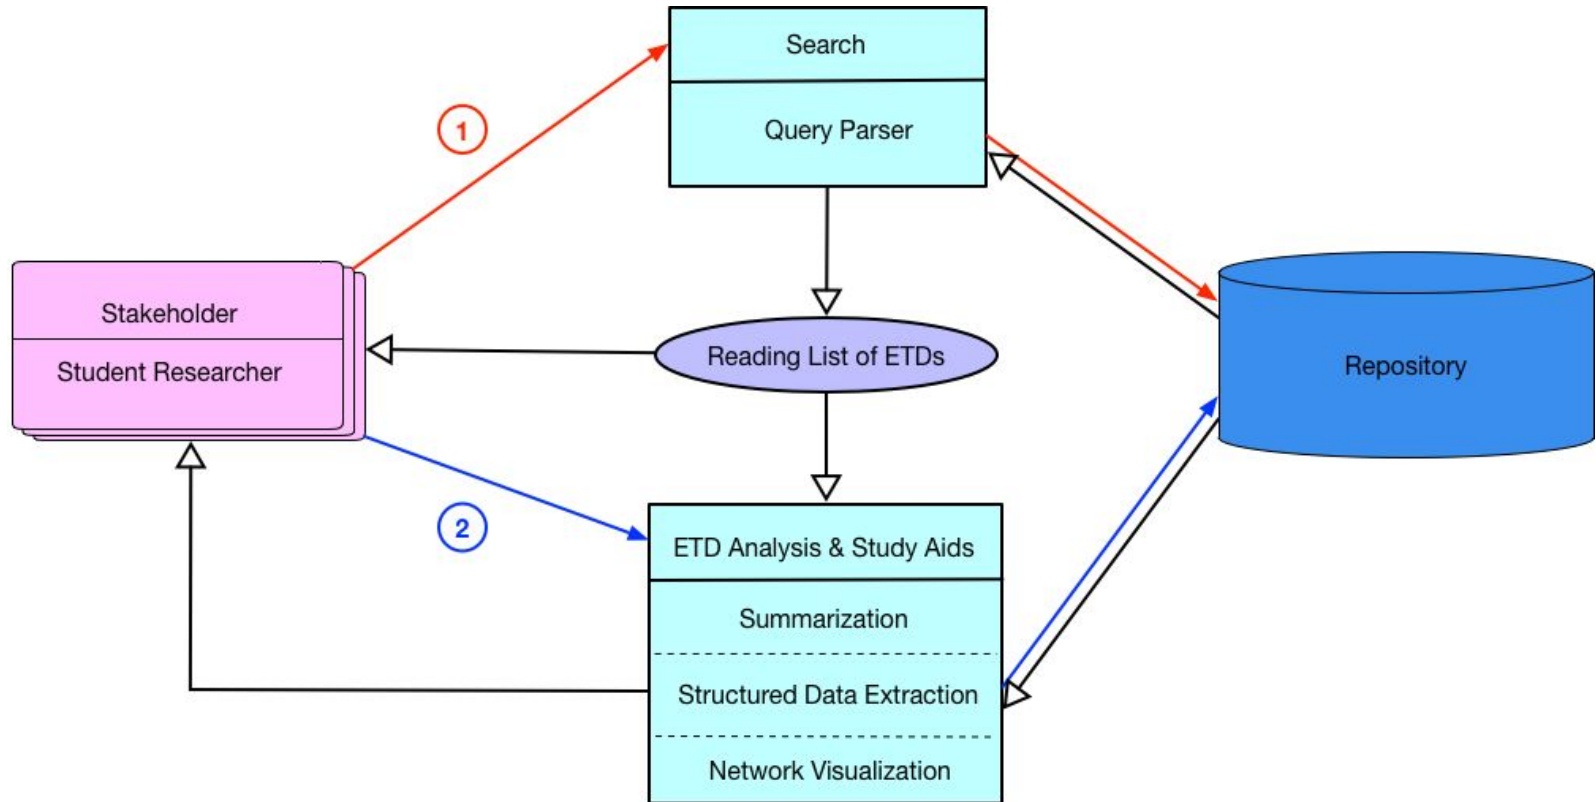 Search
Query Parser
1
Stakeholder
Student Researcher
Reading List of ETDs
Repository
2
ETD Analysis & Study Aids
Summarization
Structured Data Extraction
Network Visualization